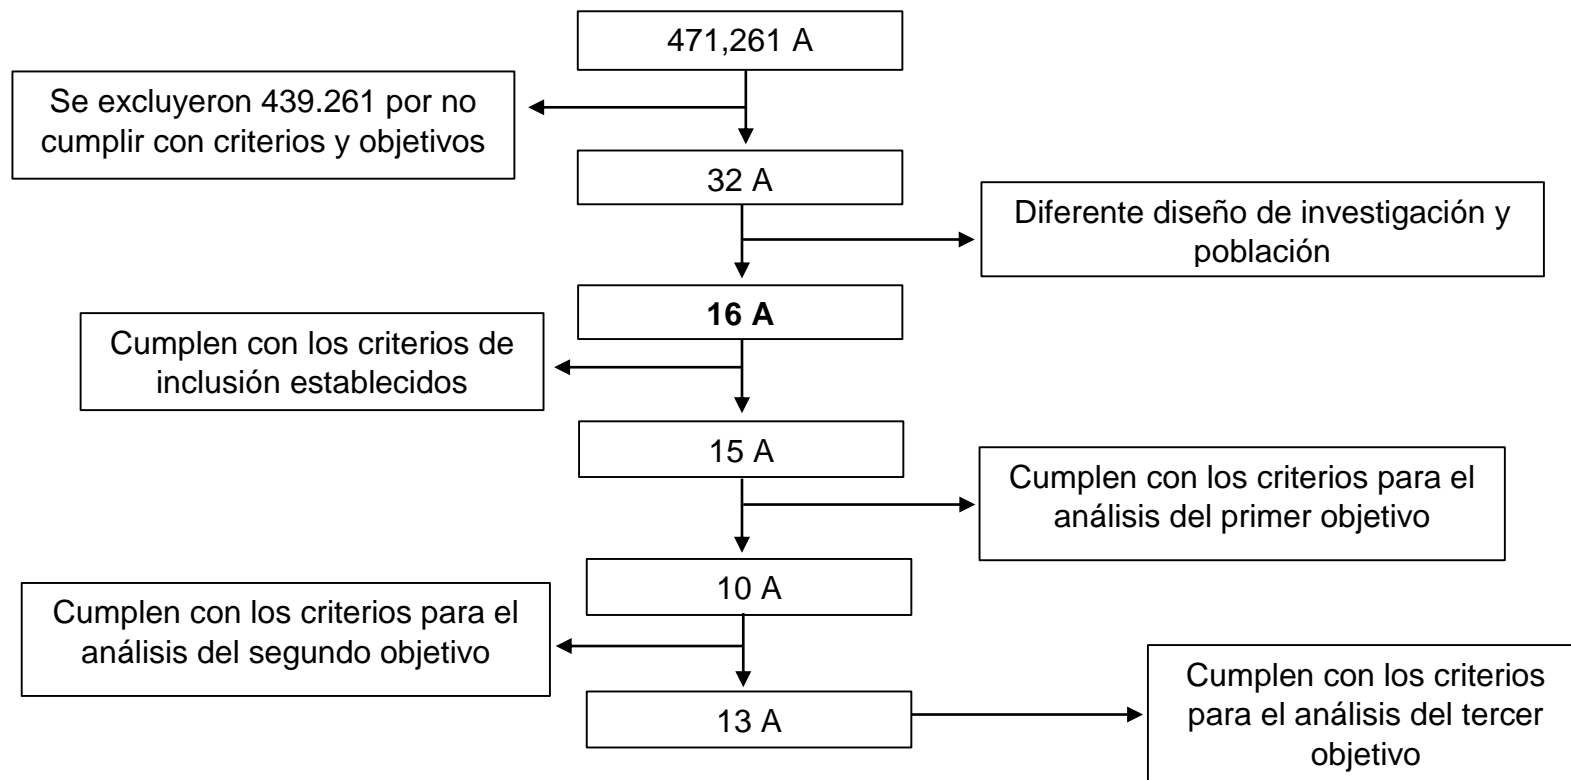 471,261 A
Se excluyeron 439.261 por no
cumplir con criterios y objetivos
32 A
Diferente diseño de investigación y
población
16 A
Cumplen con los criterios de
inclusión establecidos
15 A
Cumplen con los criterios para el
análisis del primer objetivo
10 A
Cumplen con los criterios para el
análisis del segundo objetivo
13 A
Cumplen con los criterios
para el análisis del tercer
objetivo